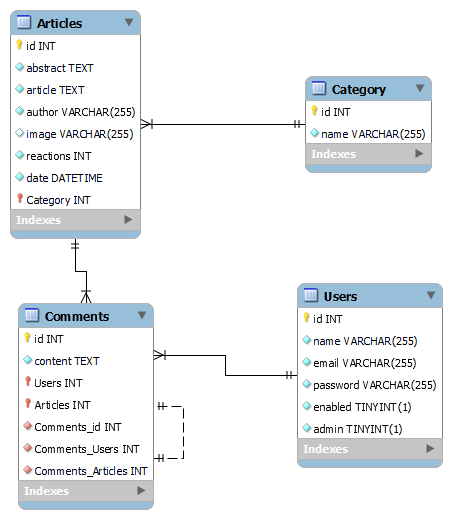 Articles
id INT
abstract TEXT
article TEXT
author VARCHAR(255)
image VARCHAR(255)
reactions INT
date DATETIME
Category INT
Indexes
Category
id INT
name VARCHAR(255)
Indexes
Comments
id INT
content TEXT
Users INT
Articles INT
Comments_id INT
Comments_Users INT
Comments_Articles INT
Indexes
Users
id INT
name VARCHAR(255)
email VARCHAR(255)
password VARCHAR(255)
enabled TINYINT(1)
admin TINYINT(1)
Indexes